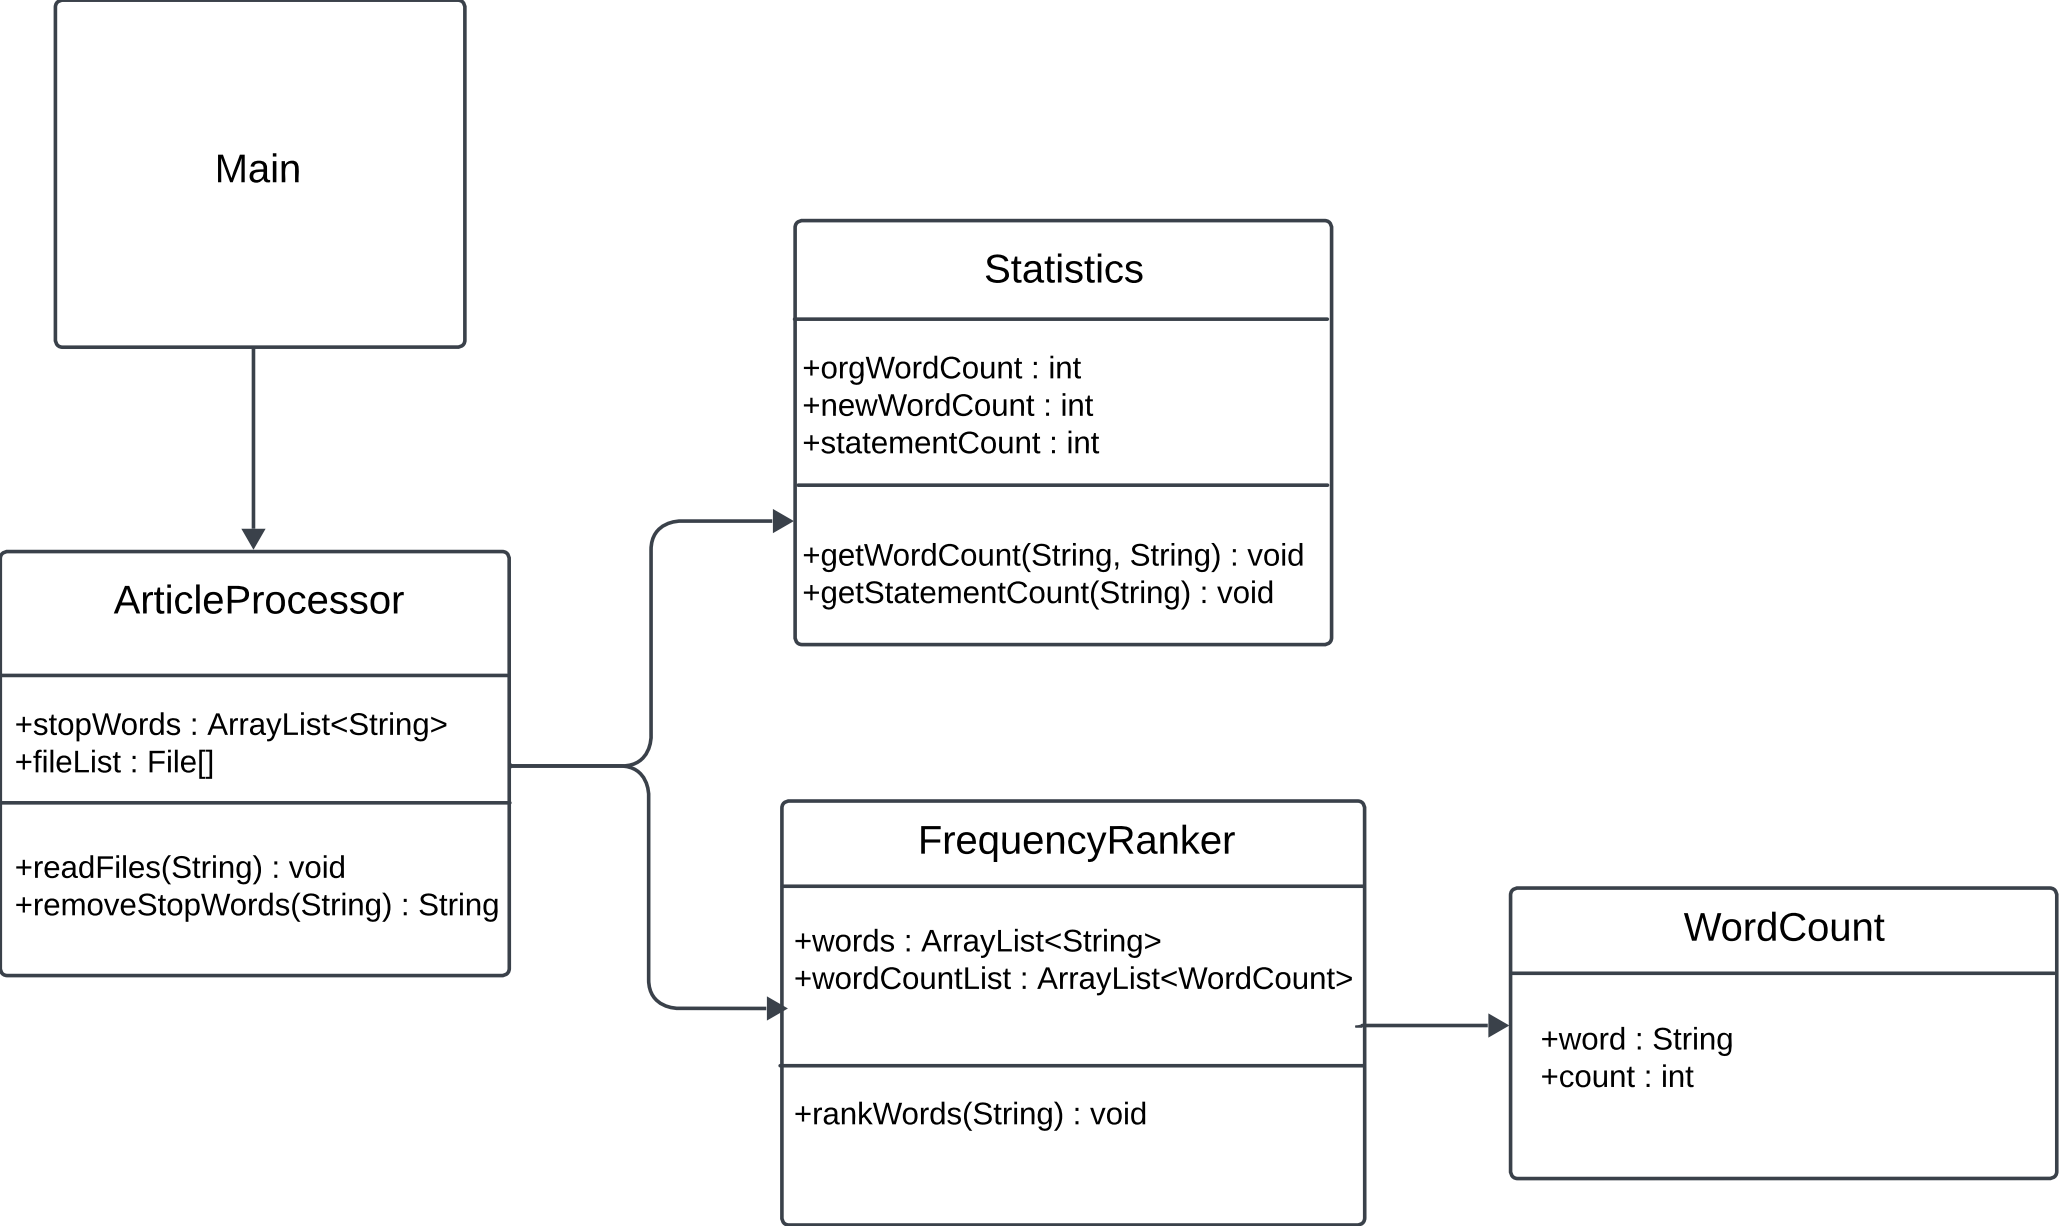 Main
ArticleProcessor
+stopWords : ArrayList<String>
+fileList : File[]
+readFiles(String) : void
+removeStopWords(String) : String
Statistics
+orgWordCount : int
+newWordCount : int
+statementCount : int
+getWordCount(String, String) : void
+getStatementCount(String) : void
FrequencyRanker
+words : ArrayList<String>
+wordCountList : ArrayList<WordCount>
+rankWords(String) : void
WordCount
+word : String
+count : int